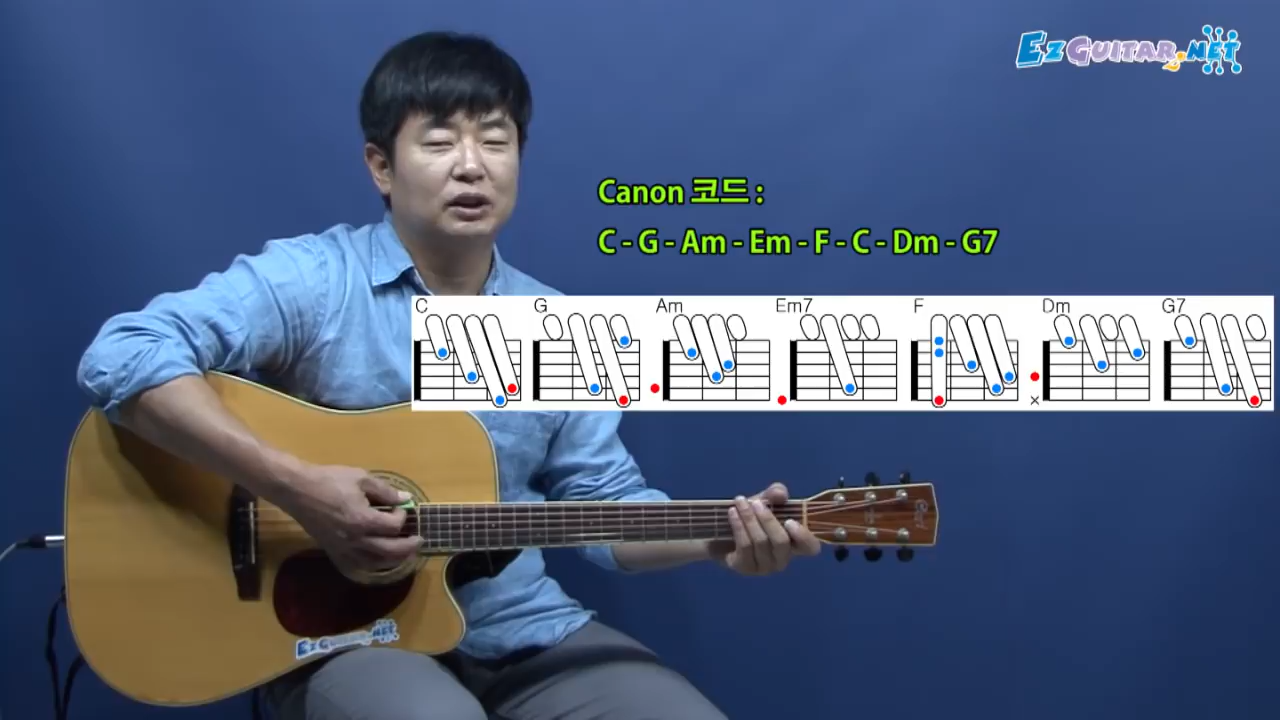 EZGUITAR.NET
Canon 코드 :
C - G - Am - Em - F - C - Dm - G7
C G Am Em7 F Dm G7
x
EZGUITAR.NET